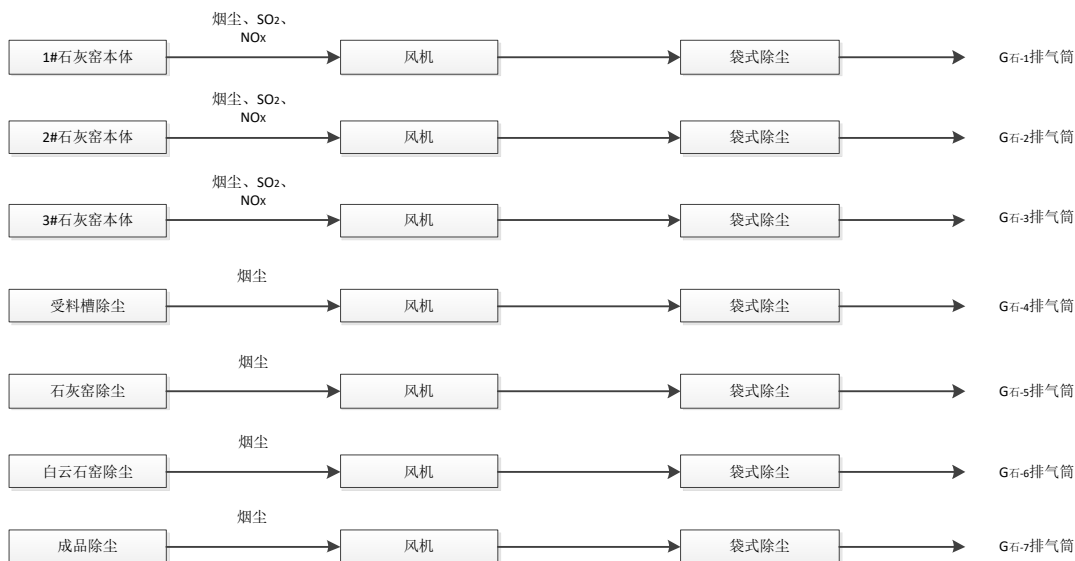 烟尘、SO₂、
NOx
1#石灰窑本体 风机 袋式除尘 G石-1排气筒
烟尘、SO₂、
NOx
2#石灰窑本体 风机 袋式除尘 G石-2排气筒
烟尘、SO₂、
NOx
3#石灰窑本体 风机 袋式除尘 G石-3排气筒
烟尘
受料槽除尘 风机 袋式除尘 G石-4排气筒
烟尘
石灰窑除尘 风机 袋式除尘 G石-5排气筒
烟尘
白云石窑除尘 风机 袋式除尘 G石-6排气筒
烟尘
成品除尘 风机 袋式除尘 G石-7排气筒